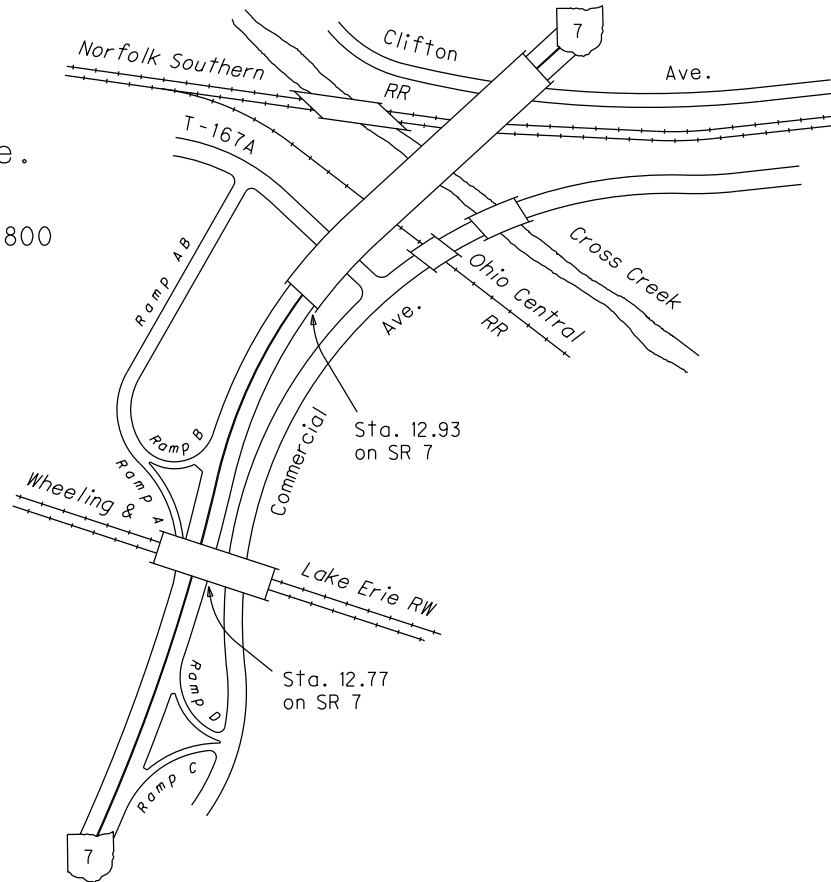 7
Clifton
Ave.
Norfolk Southern
RR
T-167A
e.
800
Ramp AB
Cross Creek
Ohio Central
RR
Ave.
Sta. 12.93
on SR 7
Commercial
Ramp B
Ramp A
Wheeling &
Lake Erie RW
Sta. 12.77
on SR 7
Ramp D
Ramp C
7